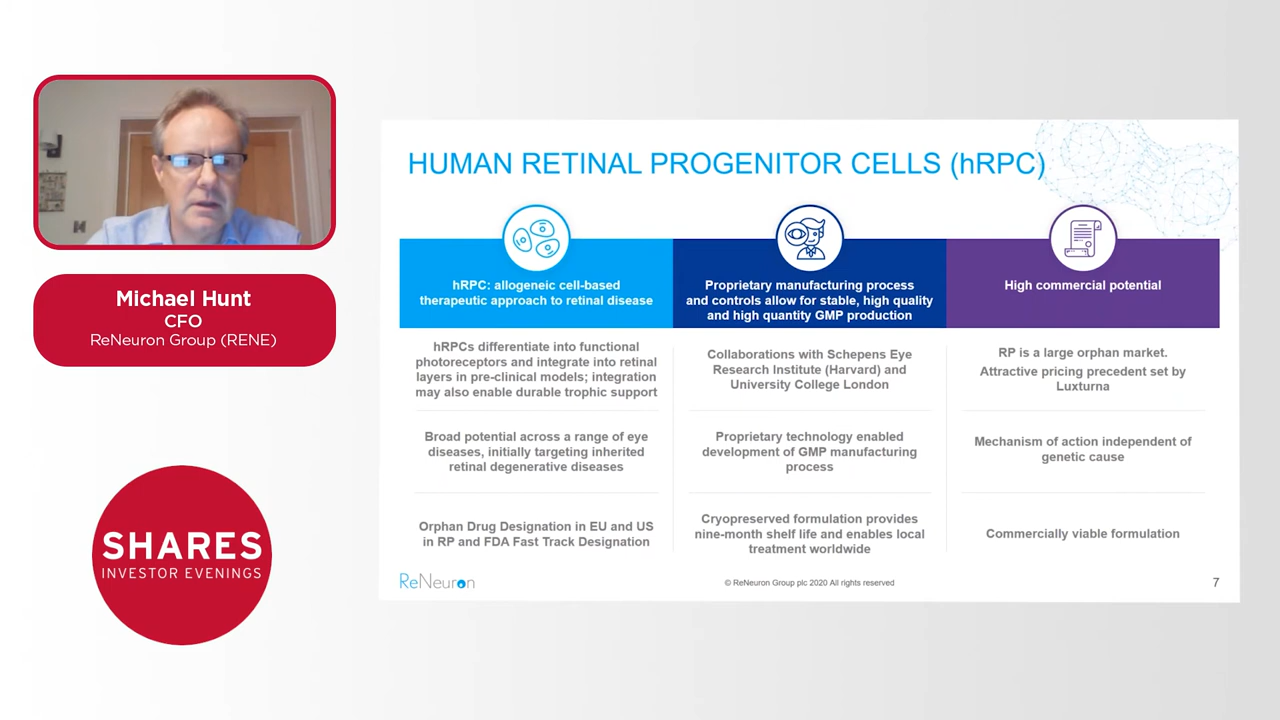 Michael Hunt
CFO
ReNeuron Group (RENE)
SHARES
INVESTOR EVENINGS
HUMAN RETINAL PROGENITOR CELLS (hRPC)
hRPC: allogeneic cell-based
therapeutic approach to retinal disease
hRPCs differentiate into functional
photoreceptors and integrate into retinal
layers in pre-clinical models; integration
may also enable durable trophic support
Broad potential across a range of eye
diseases, initially targeting inherited
retinal degenerative diseases
Orphan Drug Designation in EU and US
in RP and FDA Fast Track Designation
Proprietary manufacturing process
and controls allow for stable, high quality
and high quantity GMP production
Collaborations with Schepens Eye
Research Institute (Harvard) and
University College London
Proprietary technology enabled
development of GMP manufacturing
process
Cryopreserved formulation provides
nine-month shelf life and enables local
treatment worldwide
High commercial potential
RP is a large orphan market.
Attractive pricing precedent set by
Luxturna
Mechanism of action independent of
genetic cause
Commercially viable formulation
ReNeuron
© ReNeuron Group plc 2020 All rights reserved
7